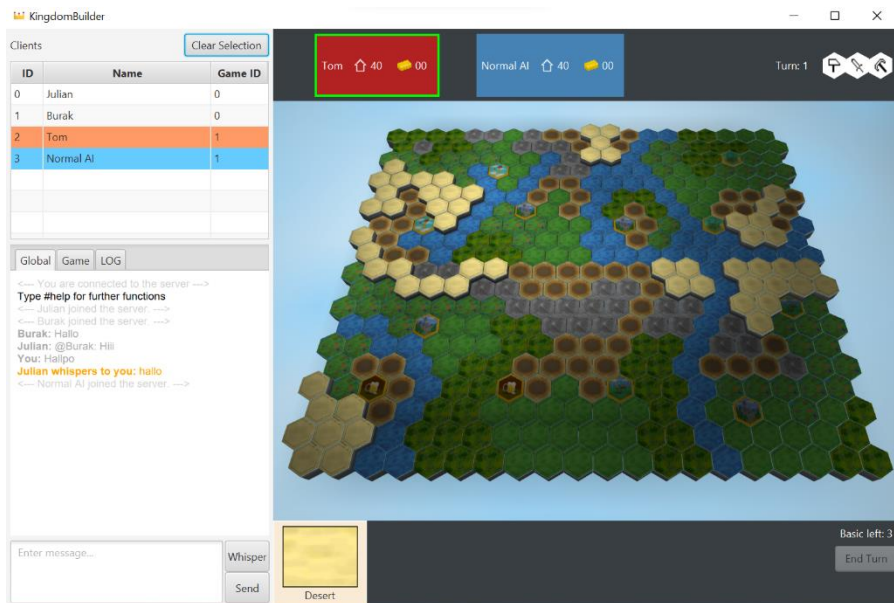 KingdomBuilder
Clients
Clear Selection
ID Name Game ID
0 Julian 0
1 Burak 0
2 Tom 1
3 Normal AI 1
Global Game LOG
<--- You are connected to the server --->
Type #help for further functions
<--- Julian joined the server. --->
<--- Burak joined the server. --->
Burak: Hallo
Julian: @Burak: Hiii
You: Hallpo
Julian whispers to you: hallo
<--- Normal AI joined the server. --->
Enter message...
Whisper
Send
Tom 40 00
Normal AI 40 00
Turn: 1
Desert
Basic left: 3
End Turn